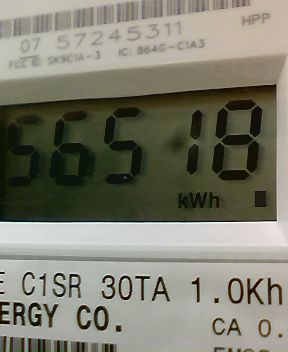 07 57245311
HPP
FCC ID: SK9C1A-3 IC: 864G-C1A3
56518
kWh
E C1SR 30TA 1.0Kh
ERGY CO.
CA 0.